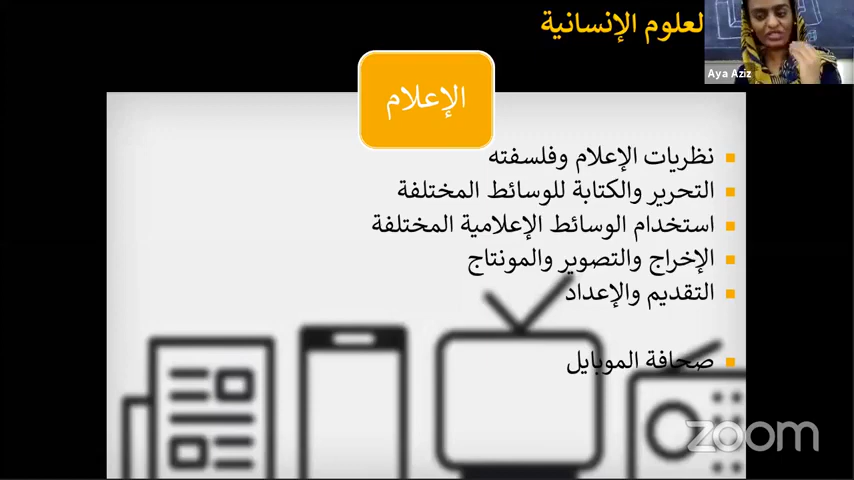 لعلوم الإنسانية
Aya Aziz
الإعلام
نظريات الإعلام وفلسفته
التحرير والكتابة للوسائط المختلفة
استخدام الوسائط الإعلامية المختلفة
الإخراج والتصوير والمونتاج
التقديم والإعداد
صحافة الموبايل
zoom